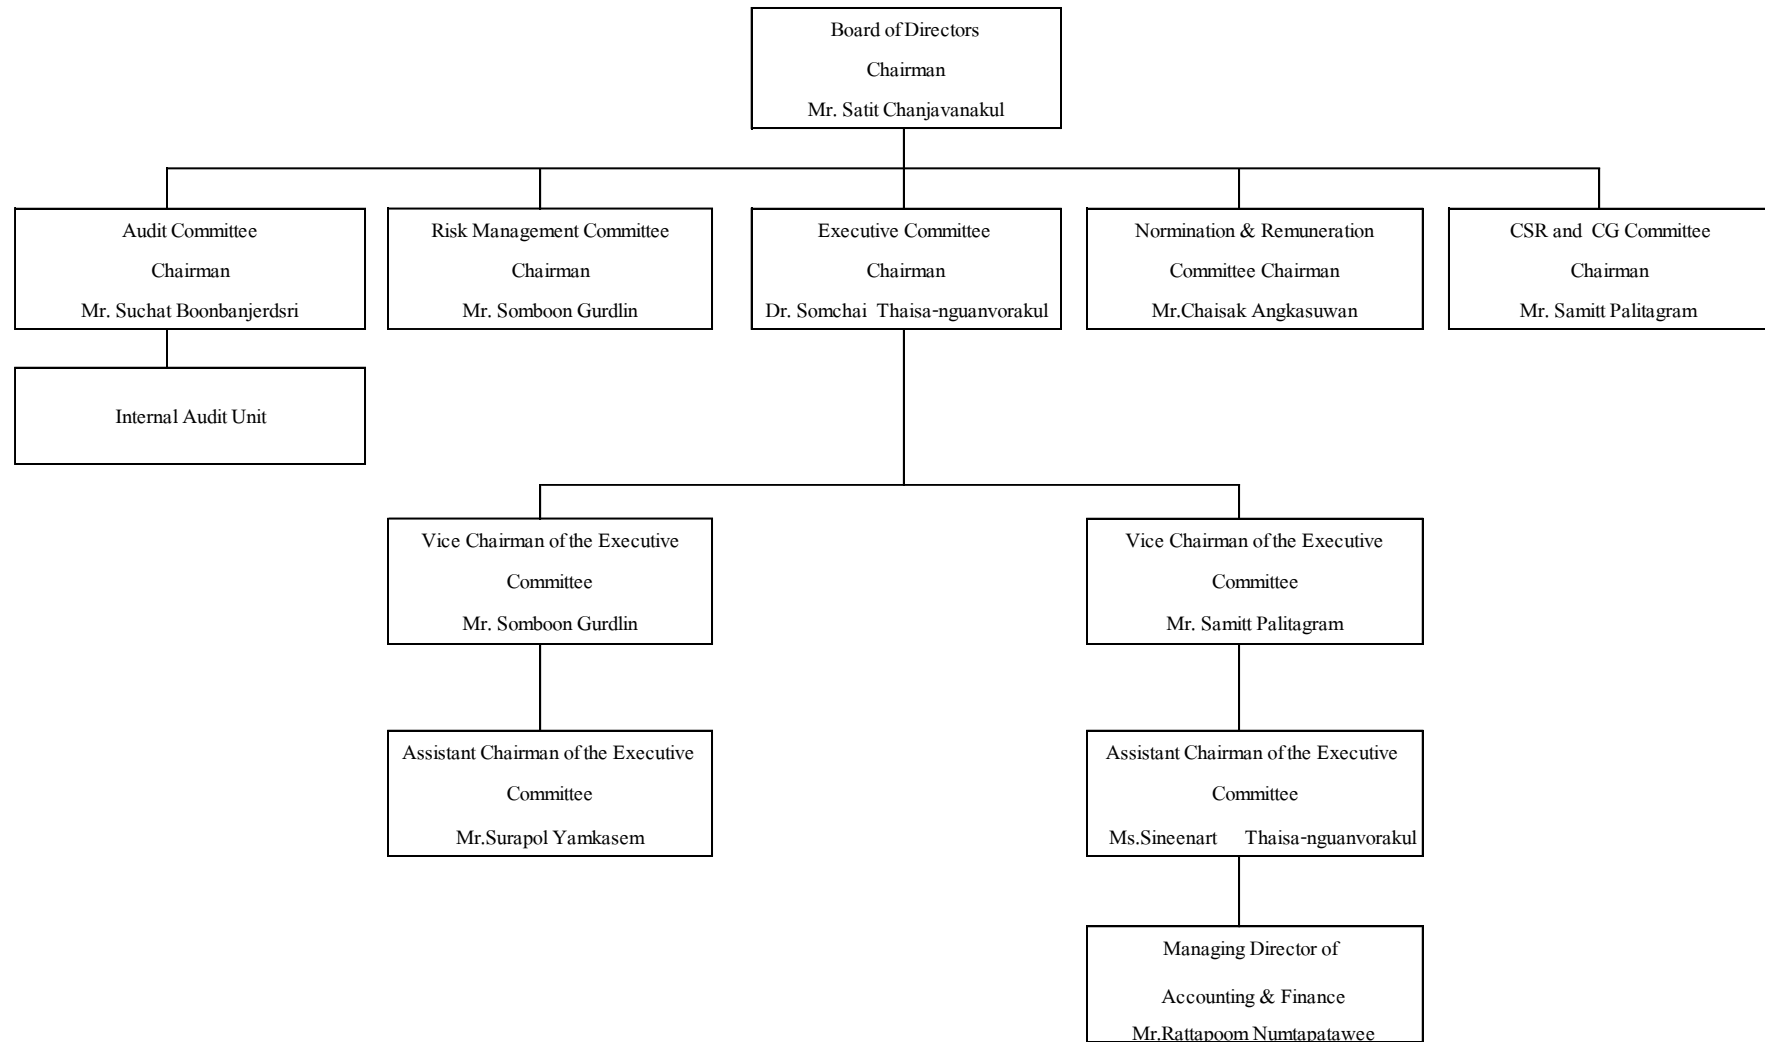 Board of Directors
Chairman
Mr. Satit Chanjavanakul
Audit Committee
Chairman
Mr. Suchat Boonbanjerdsri
Risk Management Committee
Chairman
Mr. Somboon Gurdlin
Executive Committee
Chairman
Dr. Somchai Thaisa-nguanvorakul
Normination & Remuneration
Committee Chairman
Mr.Chaisak Angkasuwan
CSR and CG Committee
Chairman
Mr. Samitt Palitagram
Internal Audit Unit
Vice Chairman of the Executive
Committee
Mr. Somboon Gurdlin
Vice Chairman of the Executive
Committee
Mr. Samitt Palitagram
Assistant Chairman of the Executive
Committee
Mr.Surapol Yamkasem
Assistant Chairman of the Executive
Committee
Ms.Sineenart Thaisa-nguanvorakul
Managing Director of
Accounting & Finance
Mr.Rattapoom Numtapatawee